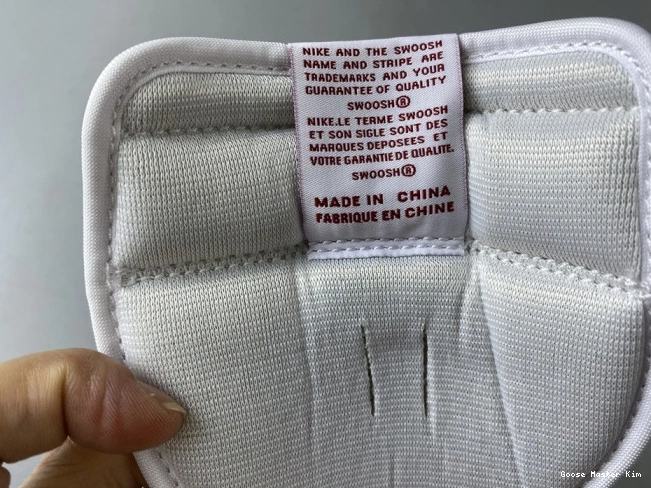 NIKE AND THE SWOOSH
NAME AND STRIPE ARE
TRADEMARKS AND YOUR
GUARANTEE OF QUALITY
SWOOSH®
NIKE.LE TERME SWOOSH
ET SON SIGLE SONT DES
MARQUES DEPOSEES ET
VOTRE GARANTIE DE QUALITE.
SWOOSH®
MADE IN CHINA
FABRIQUE EN CHINE
Goose Master Kim